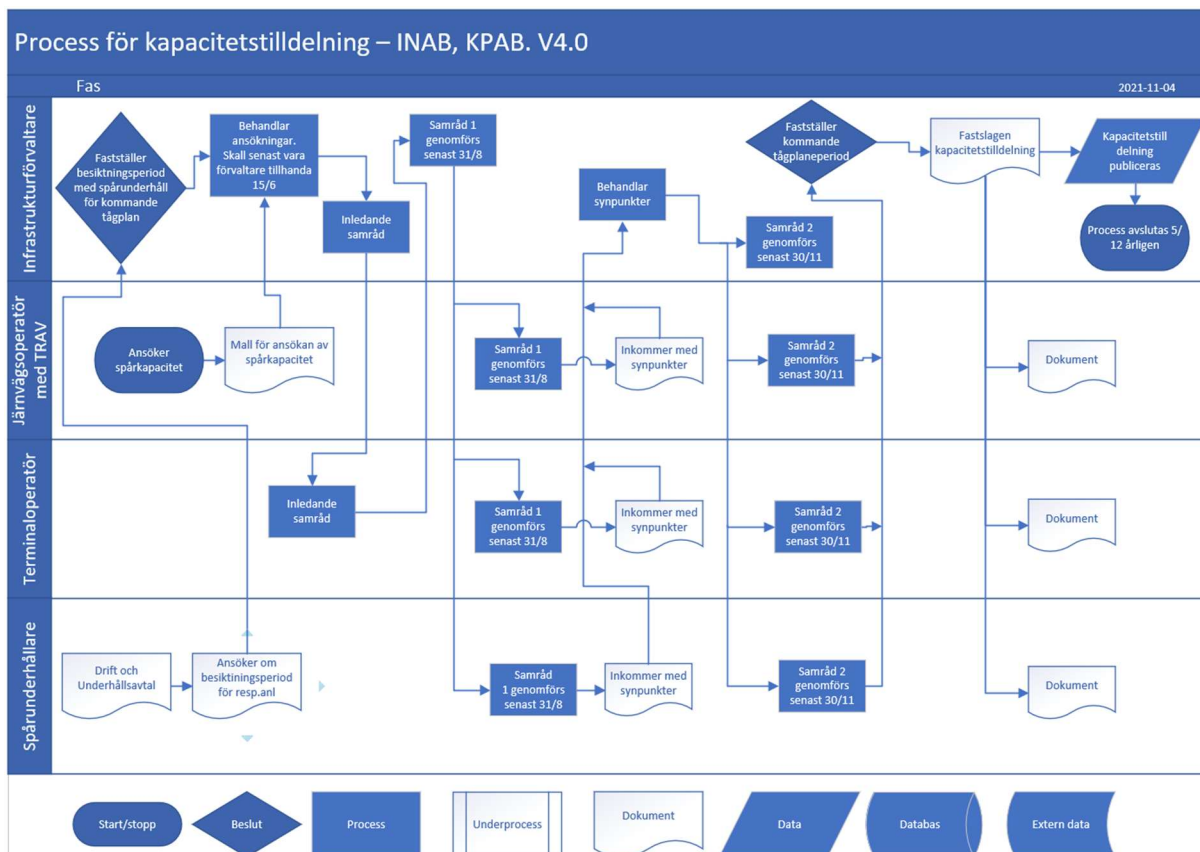 Process för kapacitetstilldelning – INAB, KPAB. V4.0
Fas
2021-11-04
Infrastrukturförvaltare
Fastställer
besiktningsperiod
med spårunderhåll
för kommande
tågplan
Behandlar
ansökningar.
Skall senast vara
förvaltare tillhanda
15/6
Inledande
samråd
Samråd 1
genomförs
senast 31/8
Behandlar
synpunkter
Samråd 2
genomförs
senast 30/11
Fastställer
kommande
tågplaneperiod
Fastslagen
kapacitetstilldelning
Kapacitetstill
delning
publiceras
Process avslutas 5/
12 årligen
Järnvägsoperatör
med TRAV
Ansöker
spårkapacitet
Mall för ansökan av
spårkapacitet
Samråd 1
genomförs
senast 31/8
Inkommer med
synpunkter
Samråd 2
genomförs
senast 30/11
Dokument
Terminaloperatör
Inledande
samråd
Samråd 1
genomförs
senast 31/8
Inkommer med
synpunkter
Samråd 2
genomförs
senast 30/11
Dokument
Spårunderhållare
Drift och
Underhållsavtal
Ansöker om
besiktiningsperiod
för resp.anl
Samråd
1 genomförs
senast 31/8
Inkommer med
synpunkter
Samråd 2
genomförs
senast 30/11
Dokument
Start/stopp
Beslut
Process
Underprocess
Dokument
Data
Databas
Extern data